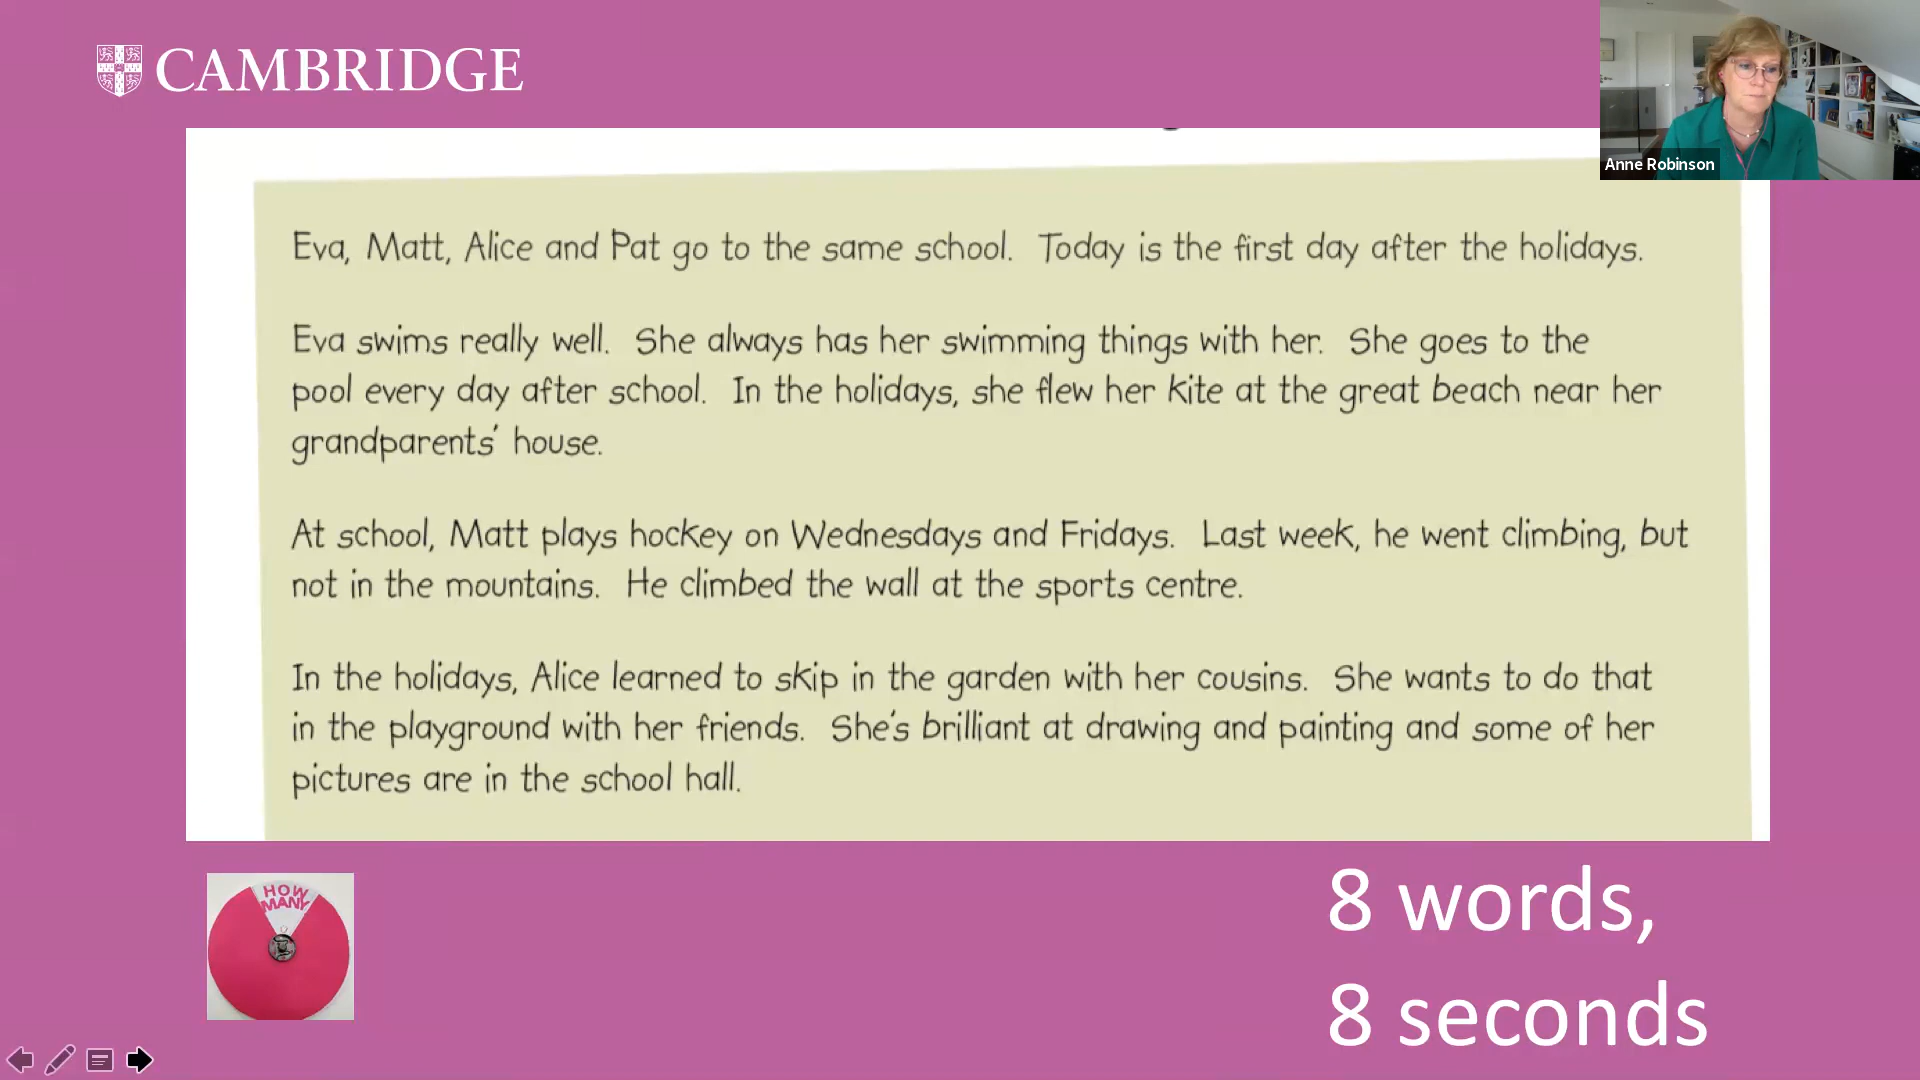 CAMBRIDGE
Anne Robinson
Eva, Matt, Alice and Pat go to the same school. Today is the first day after the holidays.
Eva swims really well. She always has her swimming things with her. She goes to the
pool every day after school. In the holidays, she flew her kite at the great beach near her
grandparents' house.
At school, Matt plays hockey on Wednesdays and Fridays. Last week, he went climbing, but
not in the mountains. He climbed the wall at the sports centre.
In the holidays, Alice learned to skip in the garden with her cousins. She wants to do that
in the playground with her friends. She's brilliant at drawing and painting and some of her
pictures are in the school hall.
HOW
MANY
8 words,
8 seconds